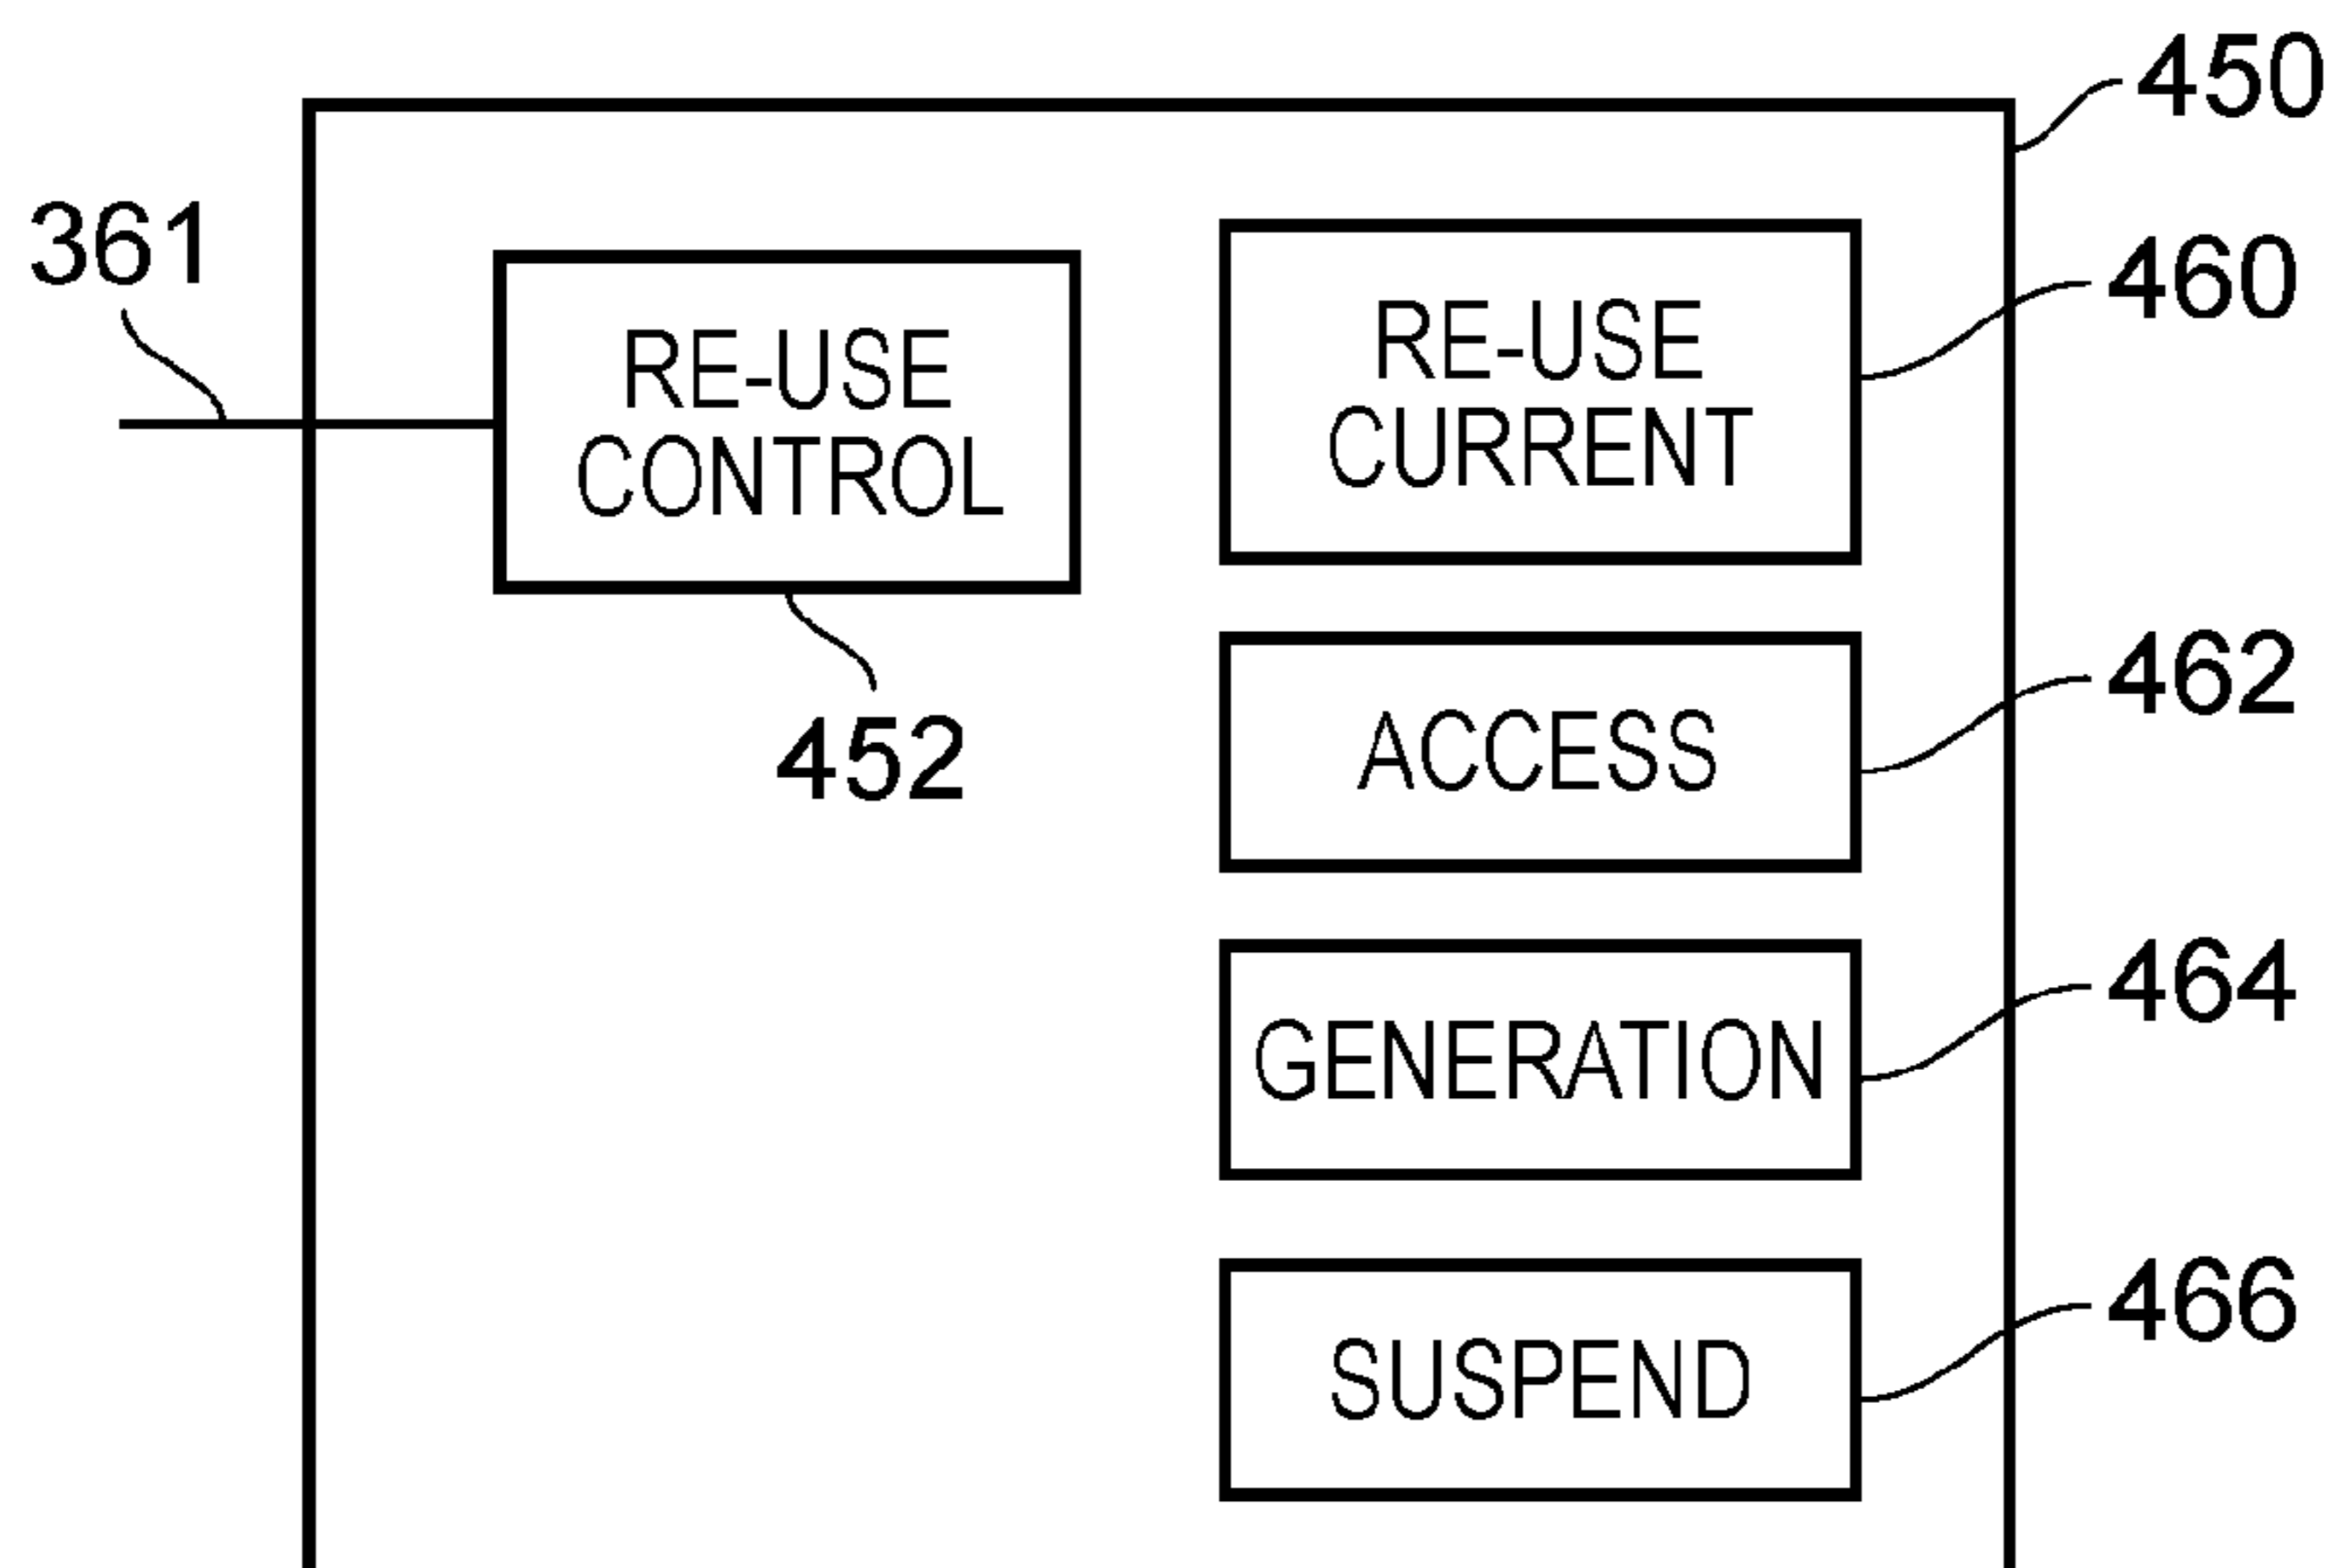 450
361
RE-USE
CONTROL
452
RE-USE
CURRENT
460
ACCESS
462
GENERATION
464
SUSPEND
466